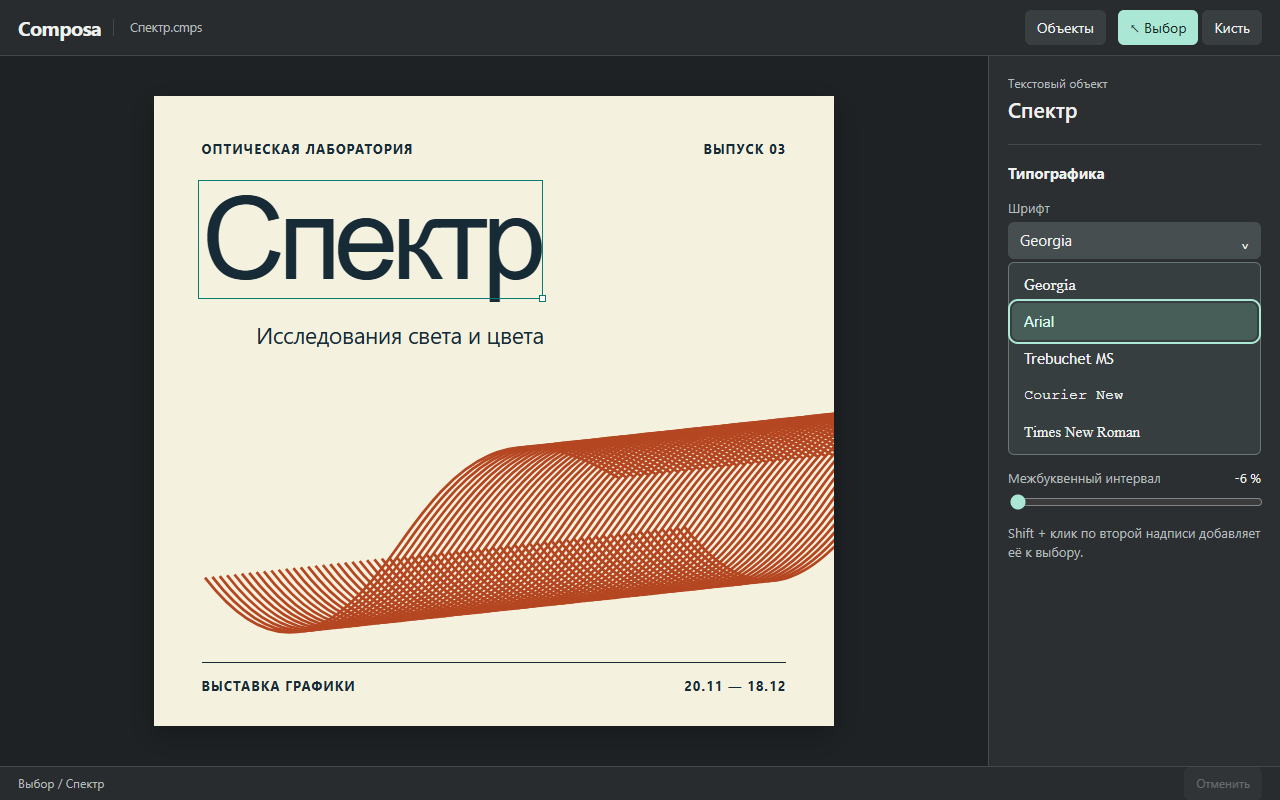 Composa
Спектр.cmps
Объекты
↖ Выбор
Кисть
ОПТИЧЕСКАЯ ЛАБОРАТОРИЯ
ВЫПУСК 03
Спектр
Исследования света и цвета
ВЫСТАВКА ГРАФИКИ
20.11 — 18.12
Текстовый объект
Спектр
Типографика
Шрифт
Georgia
Georgia
Arial
Trebuchet MS
Courier New
Times New Roman
Межбуквенный интервал
-6 %
Shift + клик по второй надписи добавляет
её к выбору.
Выбор / Спектр
Отменить